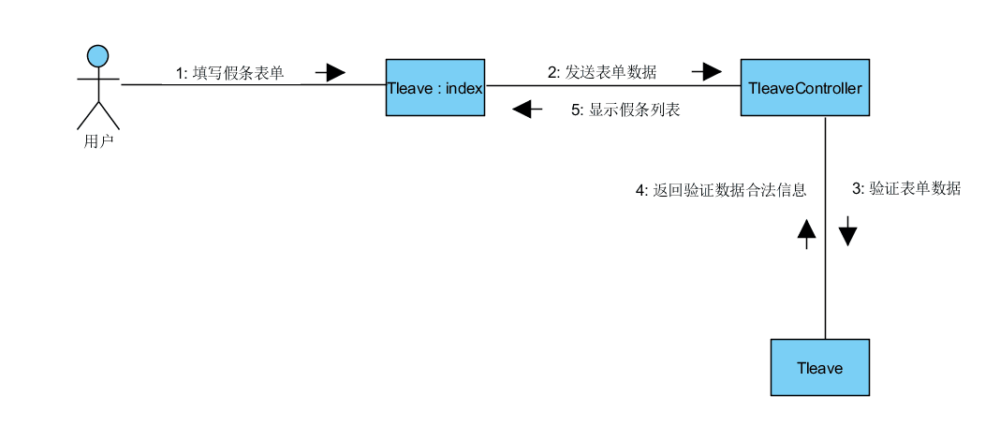 1: 填写假条表单
Tleave : index
2: 发送表单数据
TleaveController
5: 显示假条列表
用户
4: 返回验证数据合法信息
3: 验证表单数据
Tleave